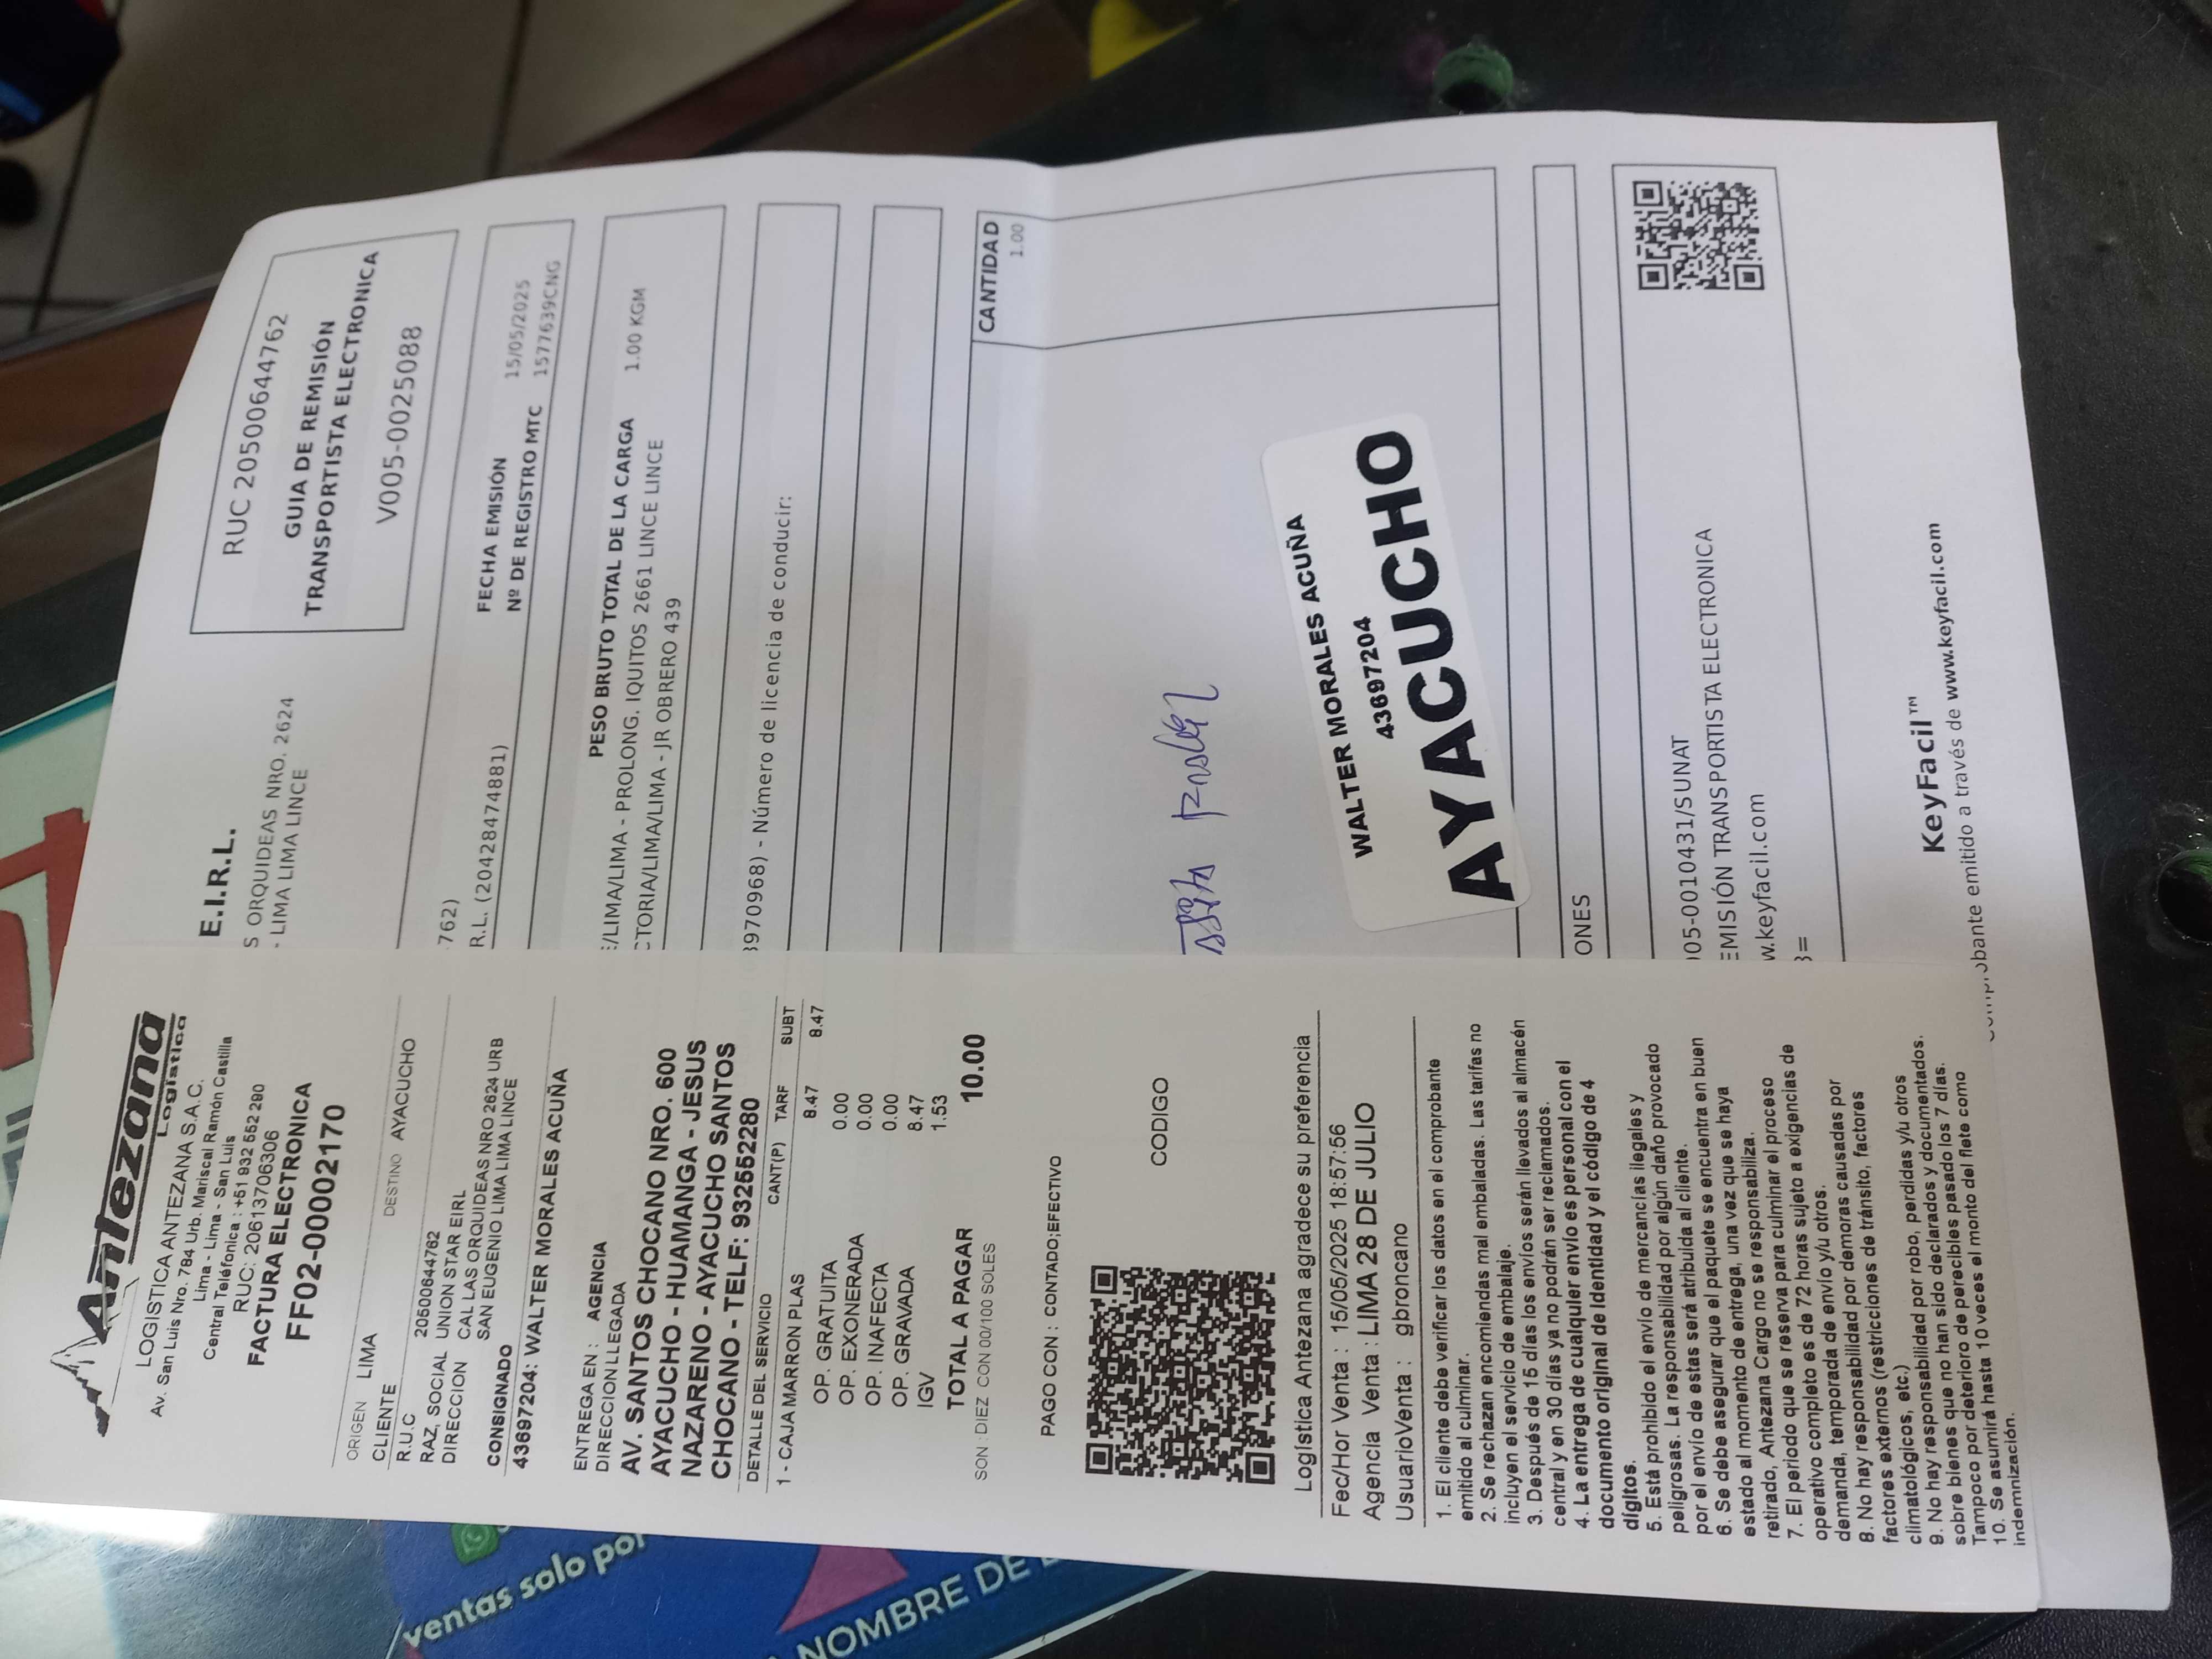 Antezana
Logistica
LOGISTICA ANTEZANA S.A.C.
Av. San Luis Nro. 784 Urb. Mariscal Ramón Castilla
Lima - Lima - San Luis
Central Teléfonica : +51 932 552 280
RUC: 20613706306
FACTURA ELECTRONICA
FF02-00002170
ORIGEN LIMA DESTINO AYACUCHO
CLIENTE
R.U.C 20500644762
RAZ, SOCIAL UNION STAR EIRL
DIRECCION CAL LAS ORQUIDEAS NRO 2624 URB
SAN EUGENIO LIMA LIMA LINCE
CONSIGNADO
43697204: WALTER MORALES ACUÑA
ENTREGA EN : AGENCIA
DIRECCION LLEGADA
AV. SANTOS CHOCANO NRO. 600
AYACUCHO - HUAMANGA - JESUS
NAZARENO - AYACUCHO SANTOS
CHOCANO - TELF: 932552280
DETALLE DEL SERVICIO CANT(P) TARF SUBT
1 - CAJA MARRON PLAS 8.47 8.47
OP. GRATUITA 0.00
OP. EXONERADA 0.00
OP. INAFECTA 0.00
OP. GRAVADA 8.47
IGV 1.53
TOTAL A PAGAR 10.00
SON : DIEZ CON 00/100 SOLES
PAGO CON : CONTADO;EFECTIVO
CODIGO
Logística Antezana agradece su preferencia
Fec/Hor Venta : 15/05/2025 18:57:56
Agencia Venta : LIMA 28 DE JULIO
UsuarioVenta : gbroncano
1. El cliente debe verificar los datos en el comprobante
emitido al culminar.
2. Se rechazan encomiendas mal embaladas. Las tarifas no
incluyen el servicio de embalaje.
3. Después de 15 días los envíos serán llevados al almacén
central y en 30 días ya no podrán ser reclamados.
4. La entrega de cualquier envío es personal con el
documento original de Identidad y el código de 4
dígitos.
5. Está prohibido el envío de mercancías ilegales y
peligrosas. La responsabilidad por algún daño provocado
por el envío de estas será atribuida al cliente.
6. Se debe asegurar que el paquete se encuentra en buen
estado al momento de entrega, una vez que se haya
retirado, Antezana Cargo no se responsabiliza.
7. El periodo que se reserva para culminar el proceso
operativo completo es de 72 horas sujeto a exigencias de
demanda, temporada de envío y/u otros.
8. No hay responsabilidad por demoras causadas por
factores externos (restricciones de tránsito, factores
climatológicos, etc.)
9. No hay responsabilidad por robo, perdidas y/u otros
sobre bienes que no han sido declarados y documentados.
Tampoco por deterioro de perecibles pasado los 7 días.
10. Se asumirá hasta 10 veces el monto del flete como
indemnización.
E.I.R.L.
S ORQUIDEAS NRO. 2624
- LIMA LIMA LINCE
RUC 20500644762
GUIA DE REMISIÓN
TRANSPORTISTA ELECTRONICA
V005-0025088
762)
R.L. (20428474881)
FECHA EMISIÓN 15/05/2025
Nº DE REGISTRO MTC 1577639CNG
PESO BRUTO TOTAL DE LA CARGA 1.00 KGM
E/LIMA/LIMA - PROLONG. IQUITOS 2661 LINCE LINCE
CTORIA/LIMA/LIMA - JR OBRERO 439
3970968) - Número de licencia de conducir:
CANTIDAD
1.00
WALTER MORALES ACUÑA
43697204
AYACUCHO
ONES
005-0010431/SUNAT
EMISIÓN TRANSPORTISTA ELECTRONICA
w.keyfacil.com
3=
KeyFacil™
obante emitido a través de www.keyfacil.com
ventas solo por
NOMBRE DE